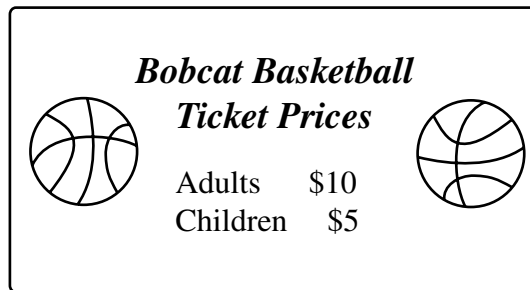 Bobcat Basketball
Ticket Prices
Adults $10
Children $5